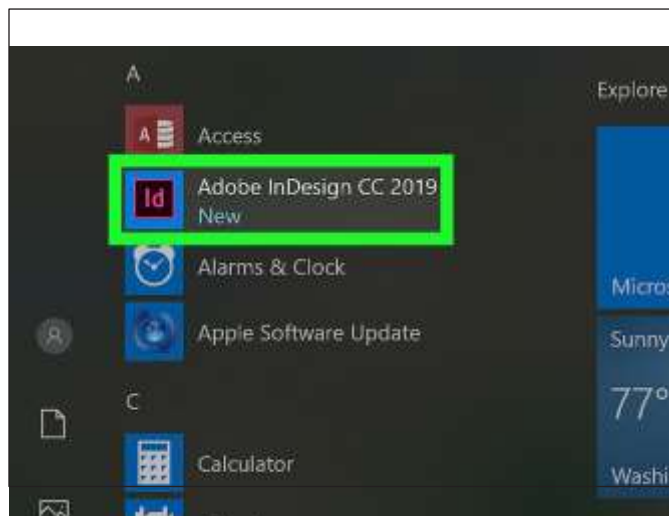 A
Explore
A
Access
Id
Adobe InDesign CC 2019
New
Alarms & Clock
Micros
Apple Software Update
Sunny
C
77°
Calculator
Washi